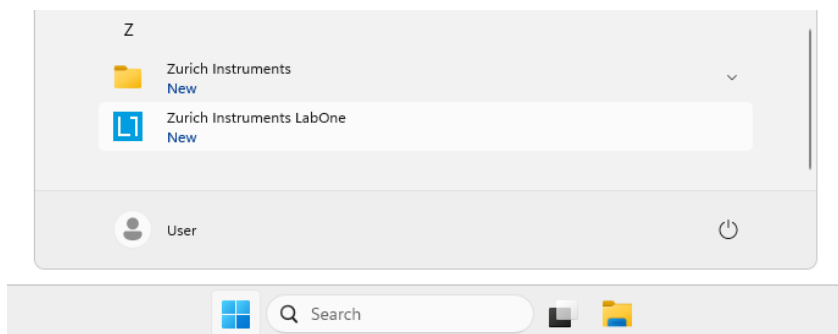 Z
Zurich Instruments
New
Zurich Instruments LabOne
New
User
Search